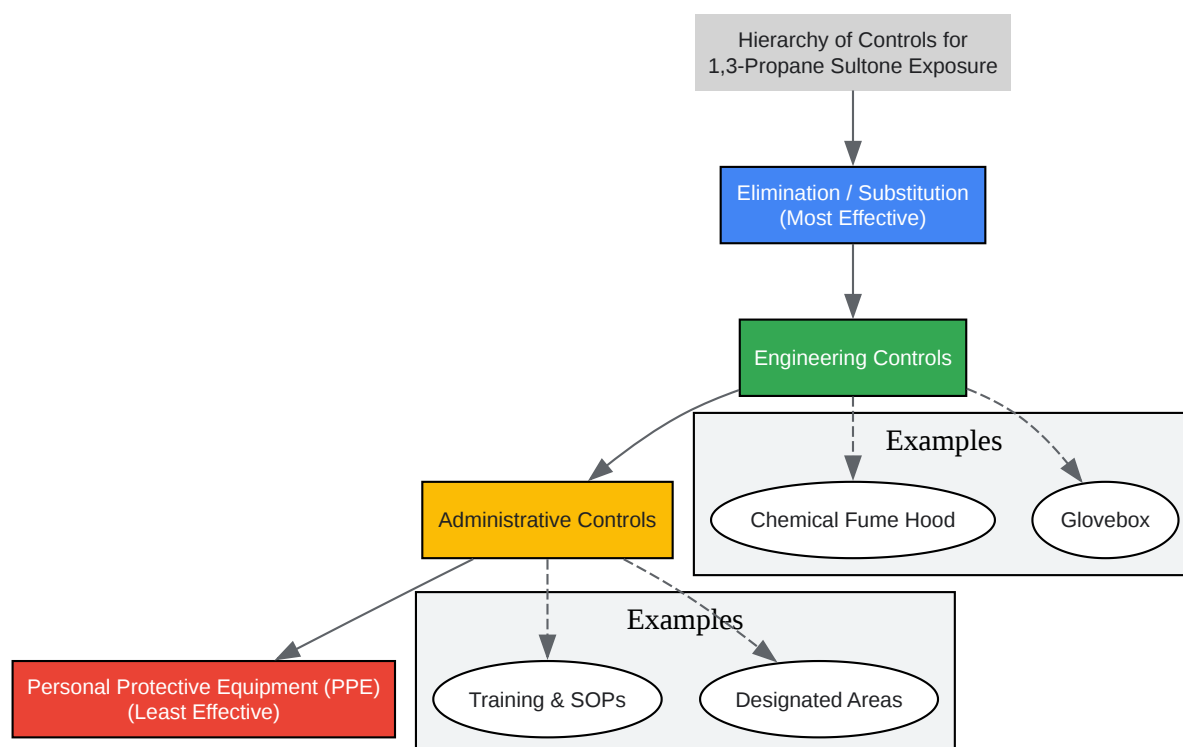 Hierarchy of Controls for
1,3-Propane Sultone Exposure
Elimination / Substitution
(Most Effective)
Engineering Controls
Examples
Chemical Fume Hood
Glovebox
Administrative Controls
Examples
Training & SOPs
Designated Areas
Personal Protective Equipment (PPE)
(Least Effective)